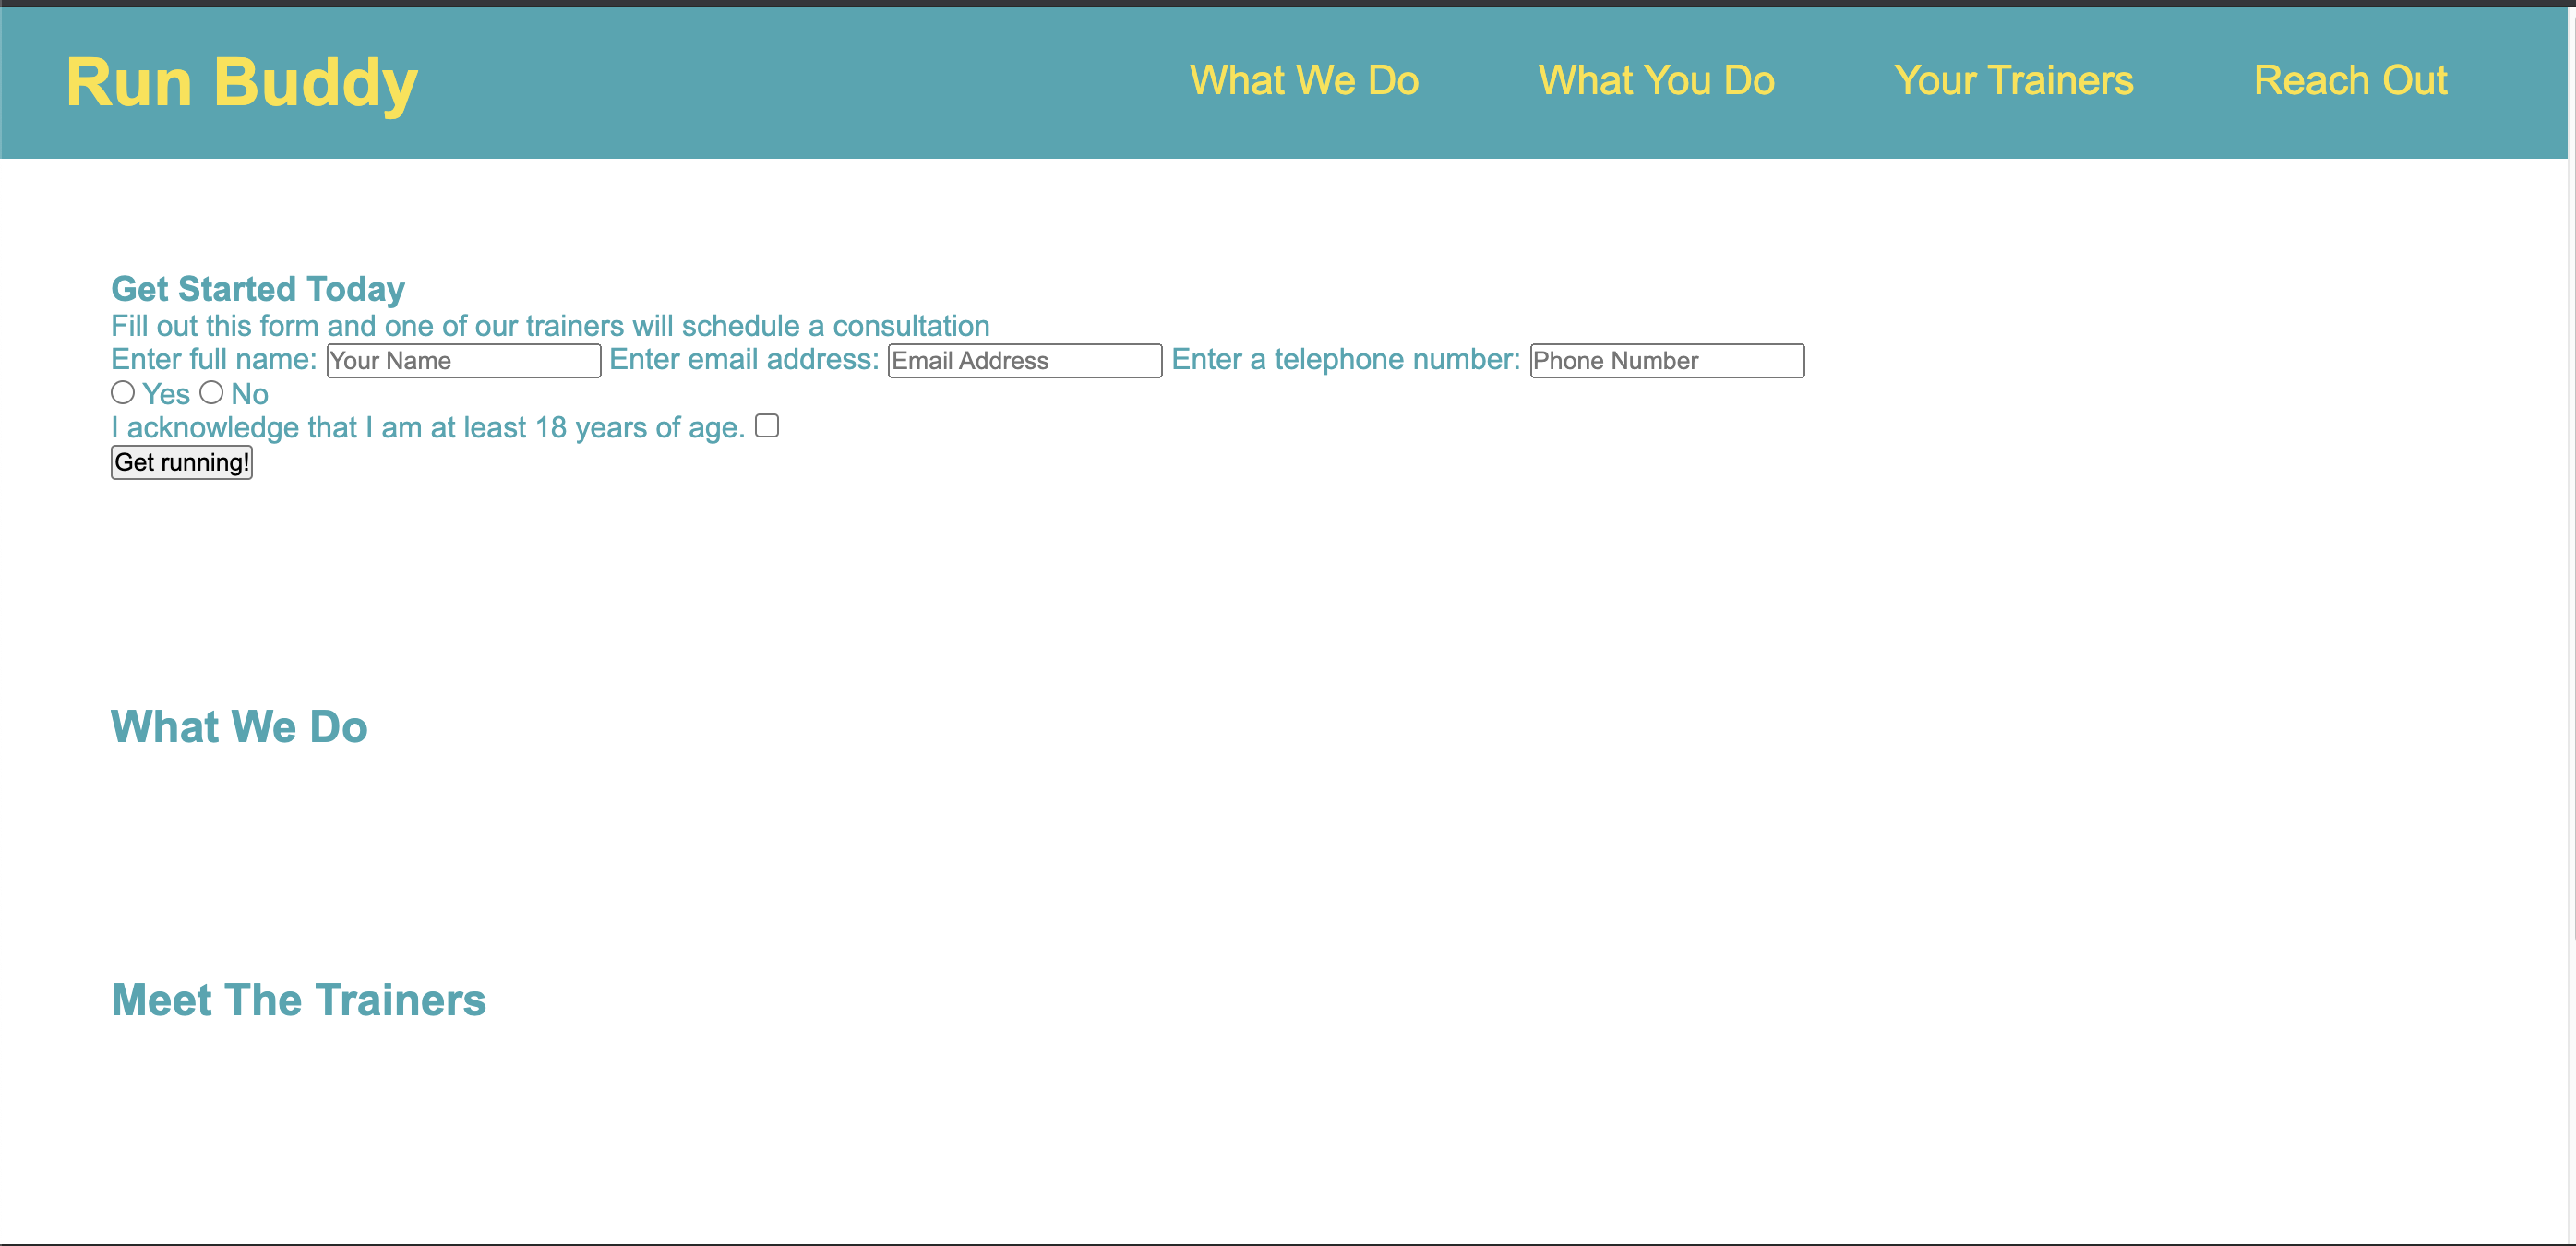 Run Buddy What We Do What You Do Your Trainers Reach Out
Get Started Today
Fill out this form and one of our trainers will schedule a consultation
Enter full name: Your Name Enter email address: Email Address Enter a telephone number: Phone Number
Yes No
I acknowledge that I am at least 18 years of age.
Get running!
What We Do
Meet The Trainers